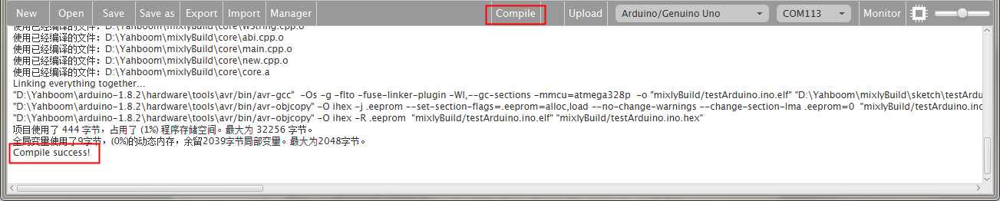 New Open Save Save as Export Import Manager Compile Upload Arduino/Genuino Uno COM113 Monitor
使用已经编译的文件: D:\Yahboom\mixlyBuild\core\WString.cpp.o
使用已经编译的文件: D:\Yahboom\mixlyBuild\core\abi.cpp.o
使用已经编译的文件: D:\Yahboom\mixlyBuild\core\main.cpp.o
使用已经编译的文件: D:\Yahboom\mixlyBuild\core\new.cpp.o
使用已经编译的文件: D:\Yahboom\mixlyBuild\core\core.a
Linking everything together...
"D:\Yahboom\arduino-1.8.2\hardware\tools\avr/bin/avr-gcc" -Os -g -flto -fuse-linker-plugin -Wl,--gc-sections -mmcu=atmega328p -o "mixlyBuild/testArduino.ino.elf" "D:\Yahboom\mixlyBuild\sketch\testArdu
"D:\Yahboom\arduino-1.8.2\hardware\tools\avr/bin/avr-objcopy" -O ihex -j .eeprom --set-section-flags=.eeprom=alloc,load --no-change-warnings --change-section-lma .eeprom=0 "mixlyBuild/testArduino.ino.e
"D:\Yahboom\arduino-1.8.2\hardware\tools\avr/bin/avr-objcopy" -O ihex -R .eeprom "mixlyBuild/testArduino.ino.elf" "mixlyBuild/testArduino.ino.hex"
项目使用了 444 字节，占用了 (1%) 程序存储空间。最大为 32256 字节。
全局变量使用了9字节，(0%)的动态内存，余留2039字节局部变量。最大为2048字节。
Compile success!